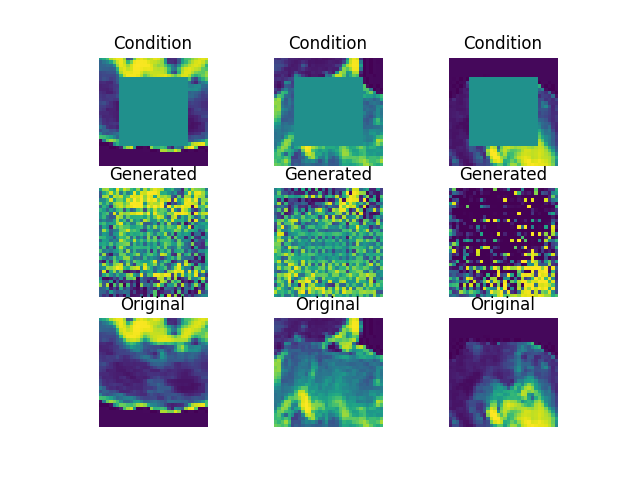 Condition Condition Condition
Generated Generated Generated
Original Original Original